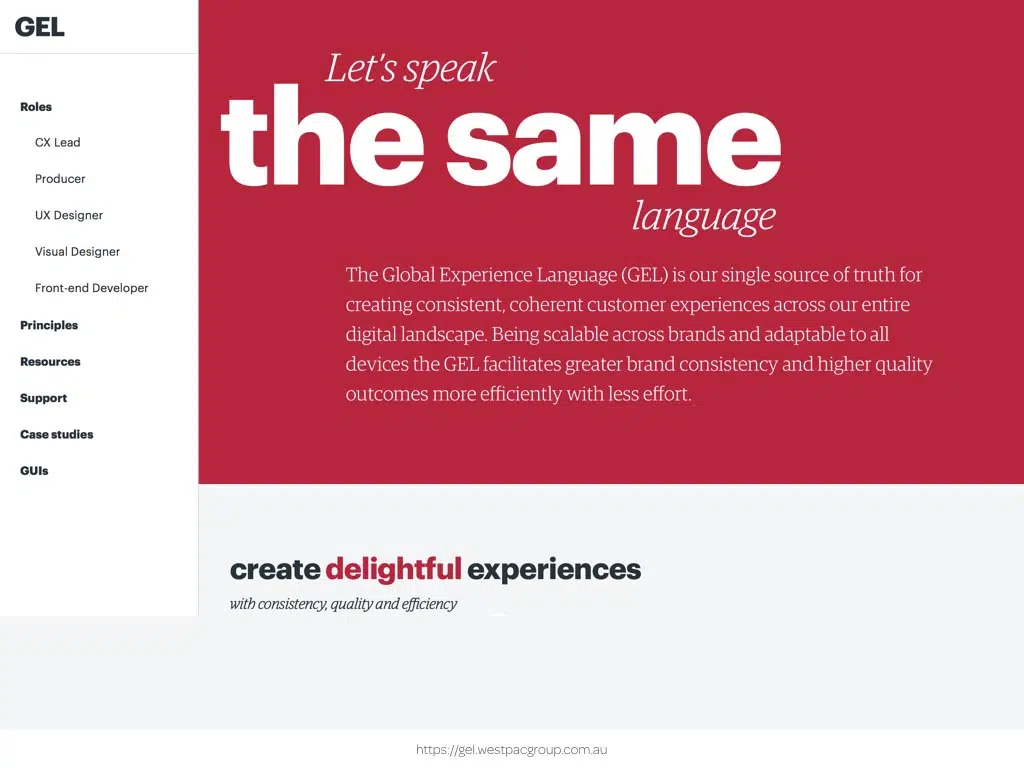 GEL
Roles
CX Lead
Producer
UX Designer
Visual Designer
Front-end Developer
Principles
Resources
Support
Case studies
GUIs
Let's speak
the same
language
The Global Experience Language (GEL) is our single source of truth for
creating consistent, coherent customer experiences across our entire
digital landscape. Being scalable across brands and adaptable to all
devices the GEL facilitates greater brand consistency and higher quality
outcomes more efficiently with less effort.
create delightful experiences
with consistency, quality and efficiency
https://gel.westpacgroup.com.au